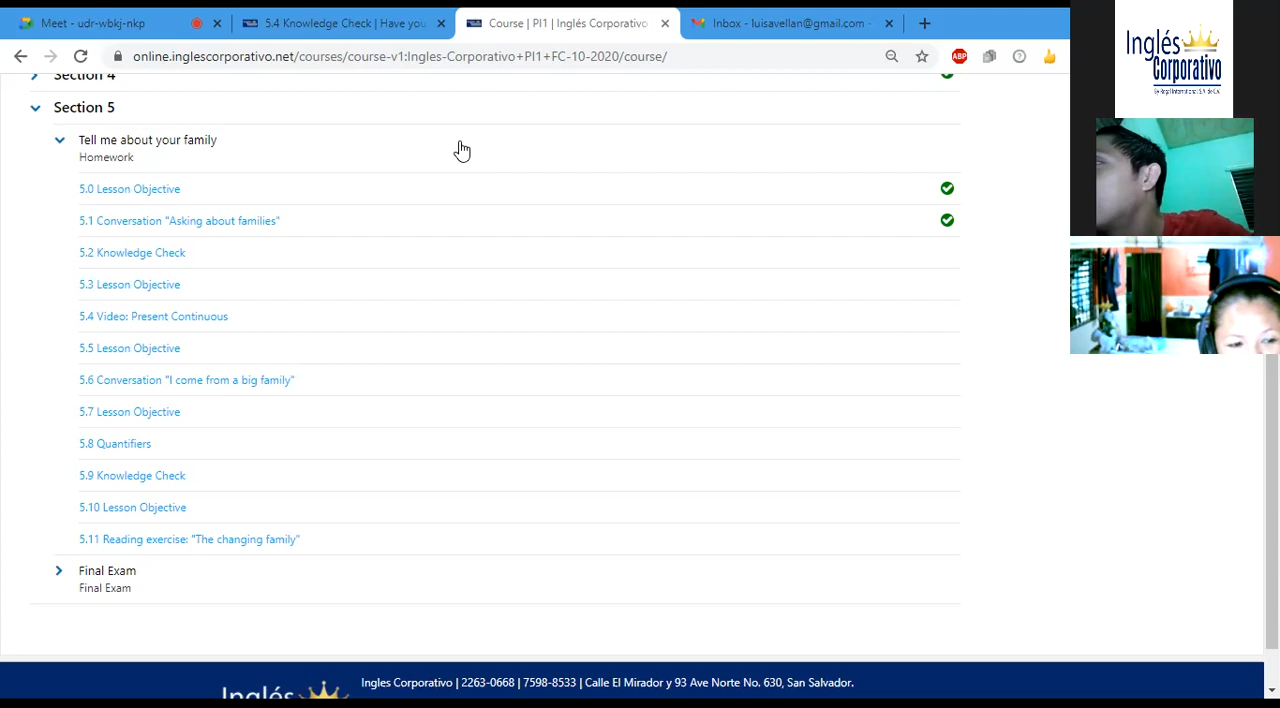 Meet - udr-wbkj-nkp
5.4 Knowledge Check | Have you
Course | PI1 | Inglés Corporativo
Inbox - luisavellan@gmail.com -
online.inglescorporativo.net/courses/course-v1:Ingles-Corporativo+PI1+FC-10-2020/course/
ABP
Inglés
Corporativo
Section 4
Section 5
Tell me about your family
Homework
5.0 Lesson Objective
5.1 Conversation "Asking about families"
5.2 Knowledge Check
5.3 Lesson Objective
5.4 Video: Present Continuous
5.5 Lesson Objective
5.6 Conversation "I come from a big family"
5.7 Lesson Objective
5.8 Quantifiers
5.9 Knowledge Check
5.10 Lesson Objective
5.11 Reading exercise: "The changing family"
Final Exam
Final Exam
Inglés
Ingles Corporativo | 2263-0668 | 7598-8533 | Calle El Mirador y 93 Ave Norte No. 630, San Salvador.